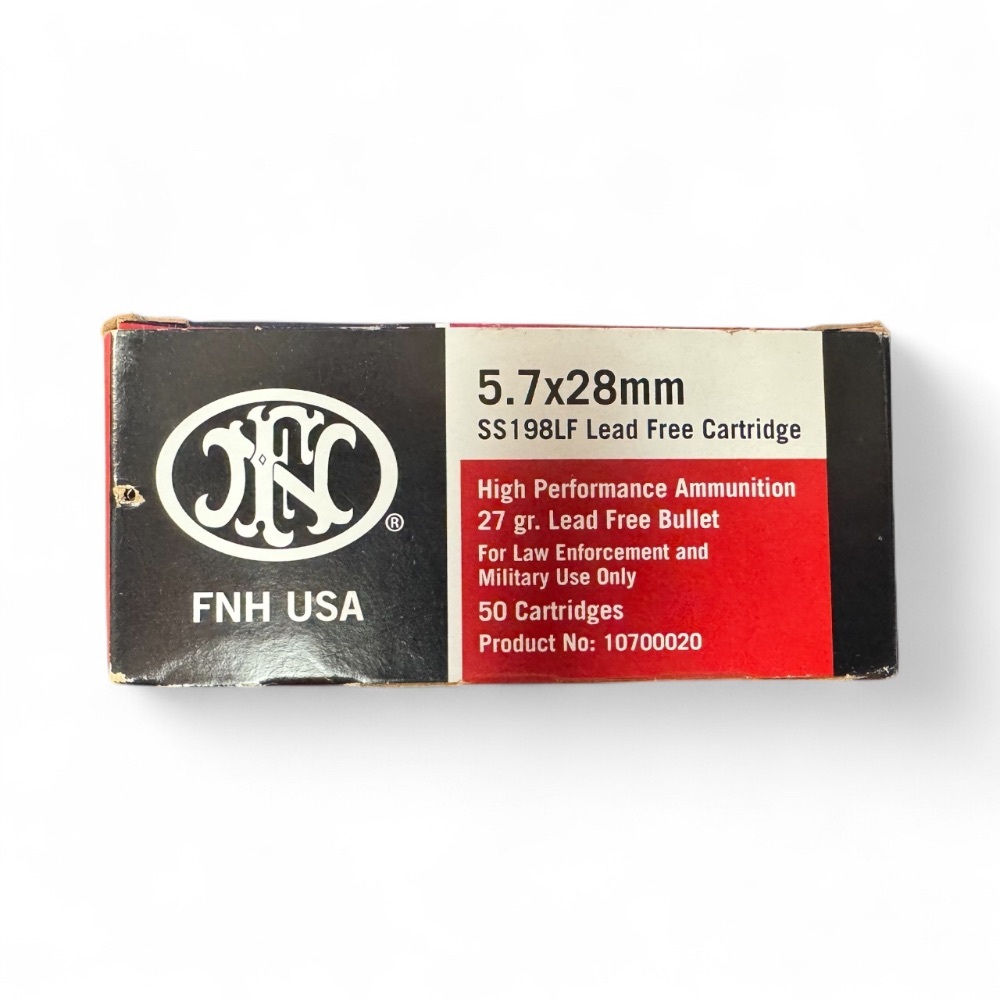 FN
®
FNH USA
5.7x28mm
SS198LF Lead Free Cartridge
High Performance Ammunition
27 gr. Lead Free Bullet
For Law Enforcement and
Military Use Only
50 Cartridges
Product No: 10700020